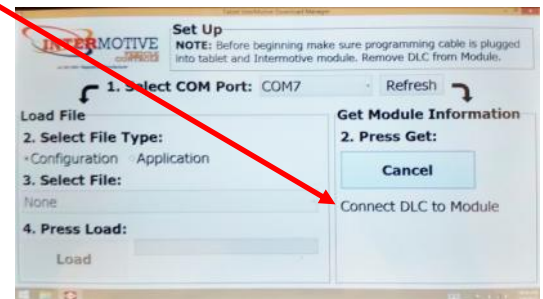 INTERMOTIVE
Set Up
NOTE: Before beginning make sure programming cable is plugged
into tablet and Intermotive module. Remove DLC from Module.
1. Select COM Port: COM7
Refresh
Load File
2. Select File Type:
Configuration Application
3. Select File:
None
4. Press Load:
Load
Get Module Information
2. Press Get:
Cancel
Connect DLC to Module